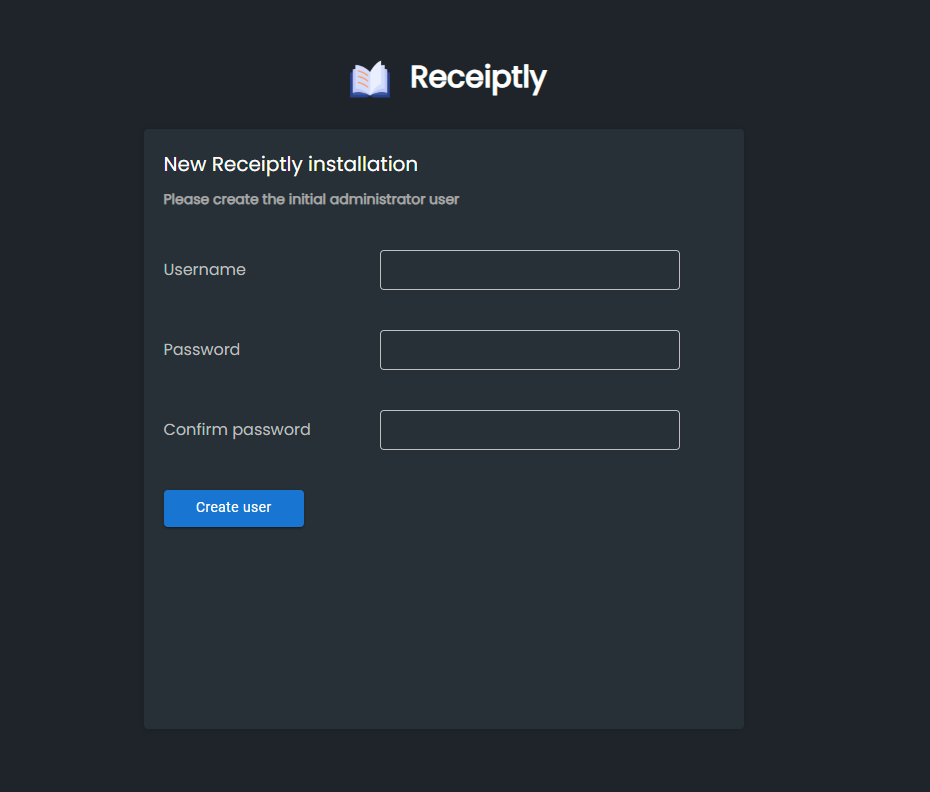 Receiptly
New Receiptly installation
Please create the initial administrator user
Username
Password
Confirm password
Create user